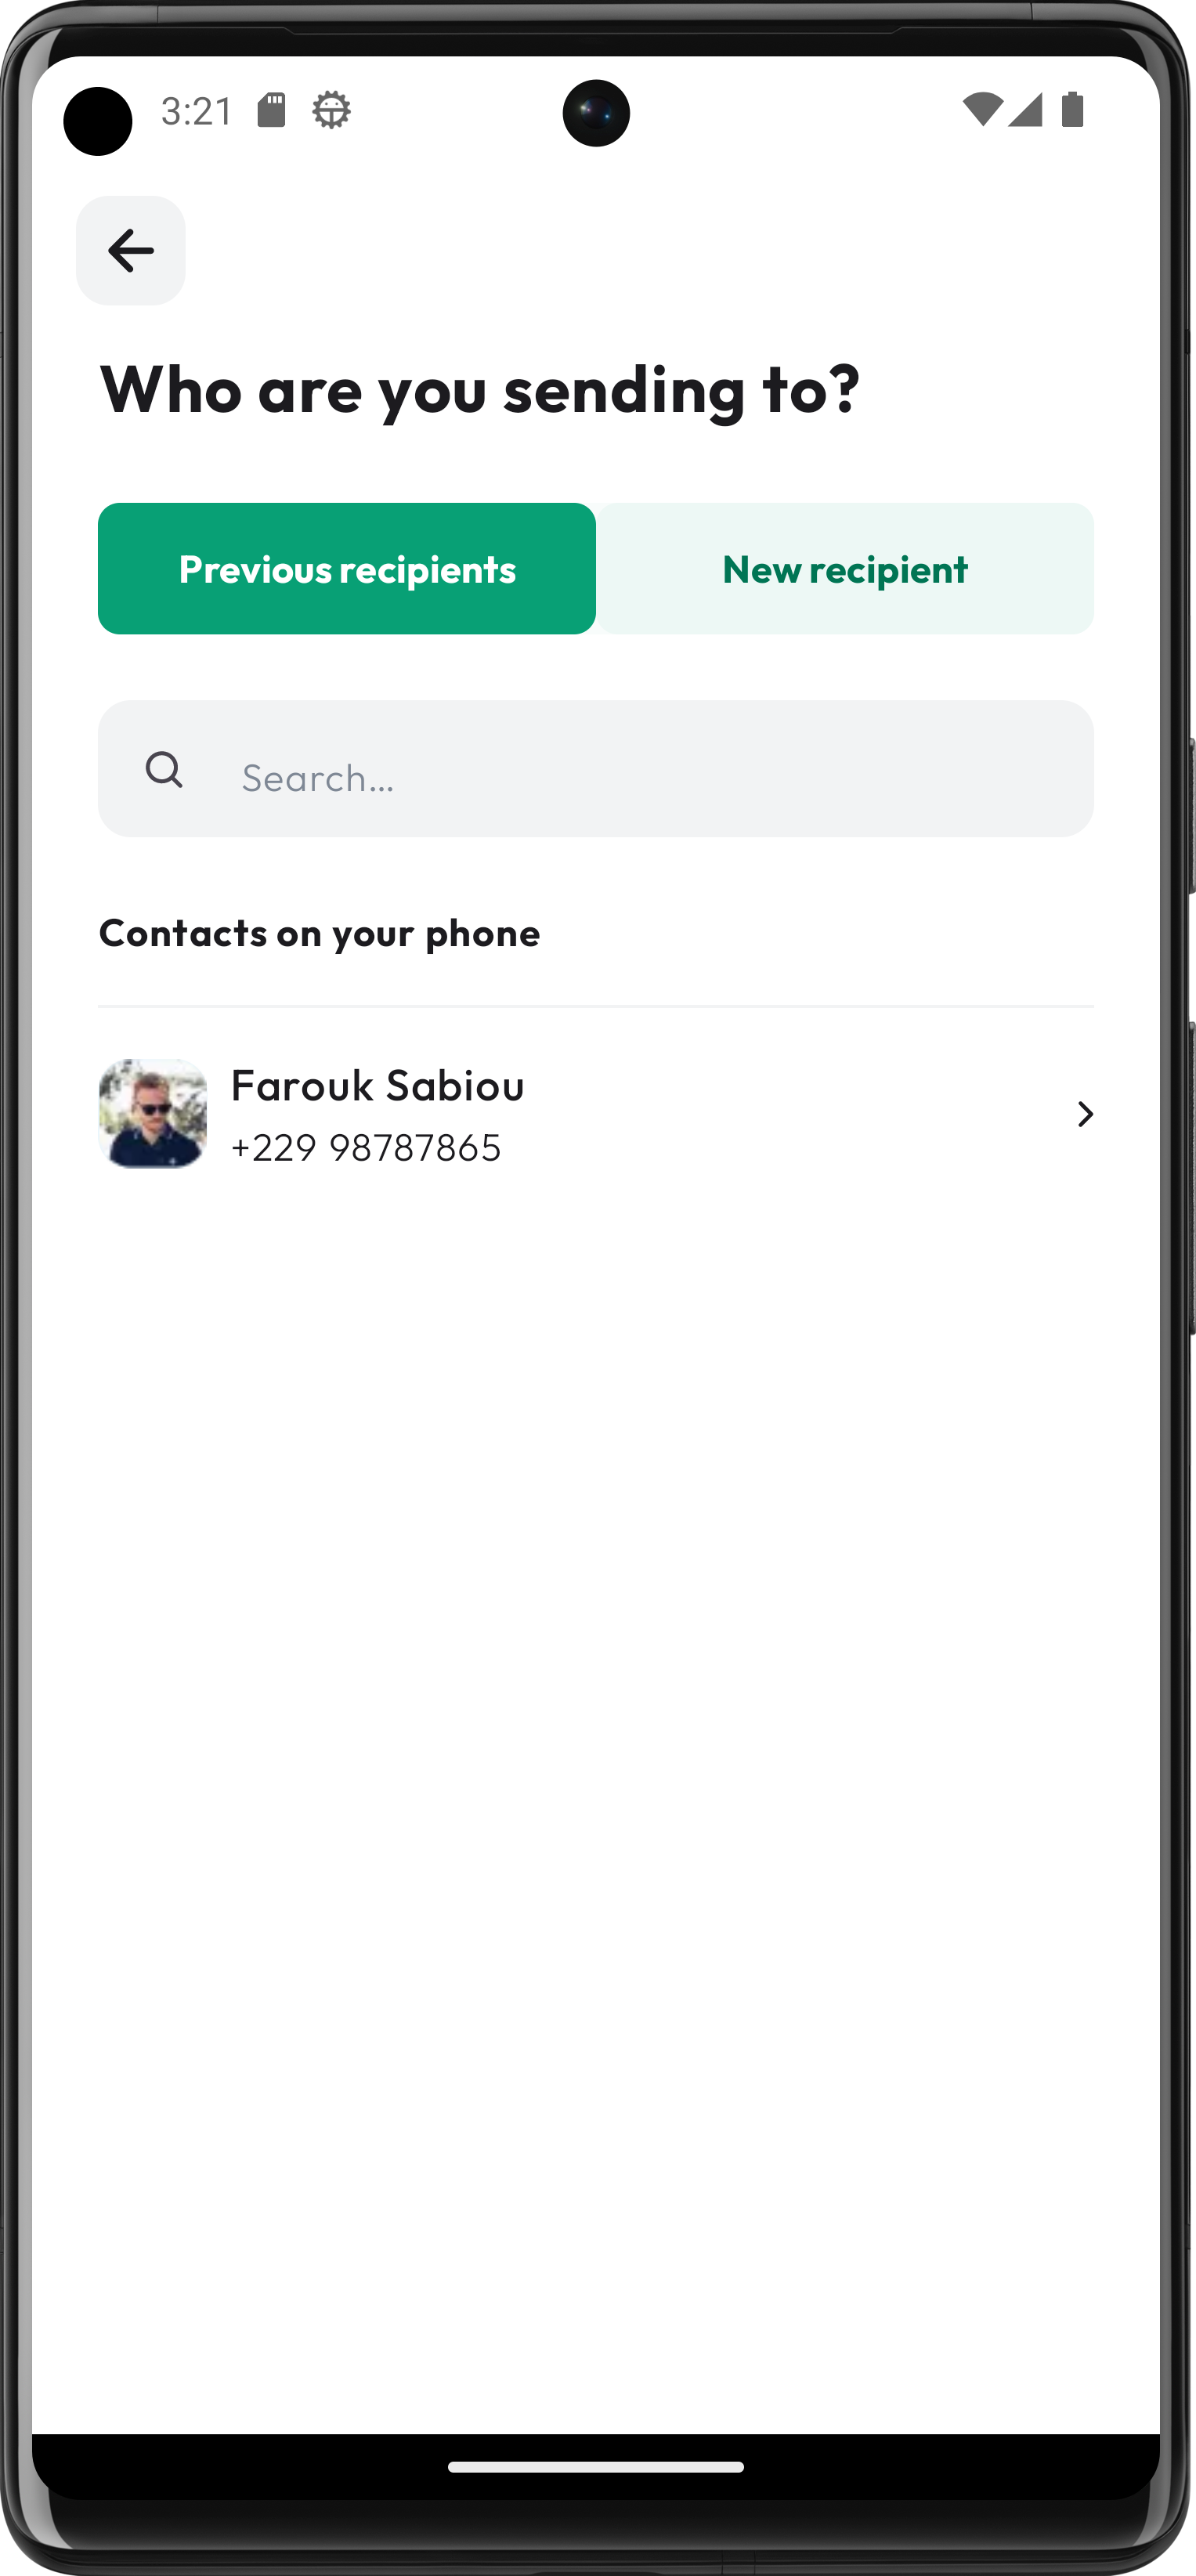 3:21
Who are you sending to?
Previous recipients
New recipient
Search...
Contacts on your phone
Farouk Sabiou
+229 98787865